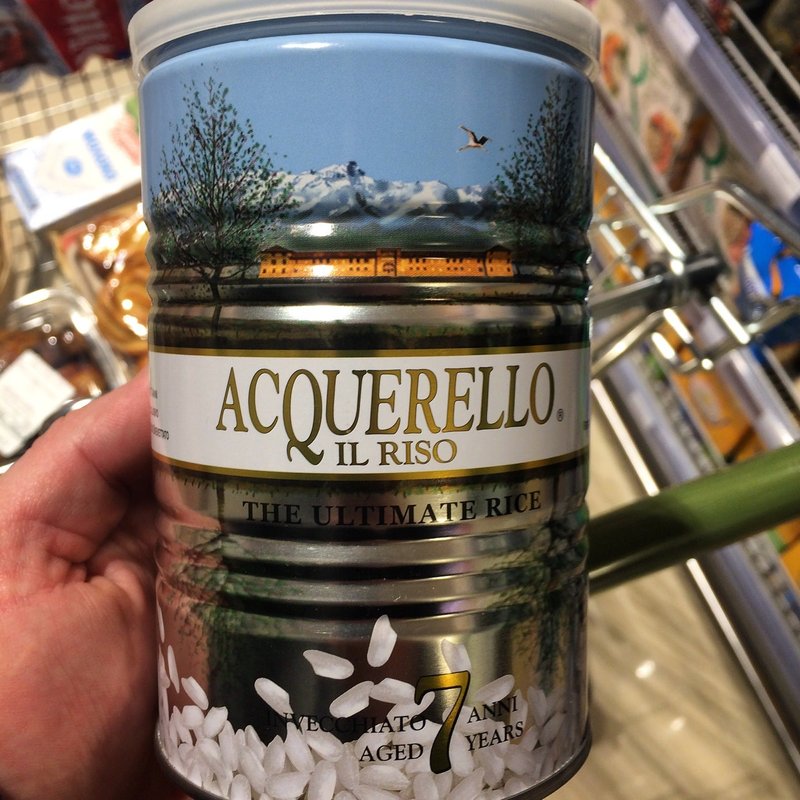 ACQUERELLO®
IL RISO
THE ULTIMATE RICE
INVECCHIATO 7 ANNI
AGED YEARS